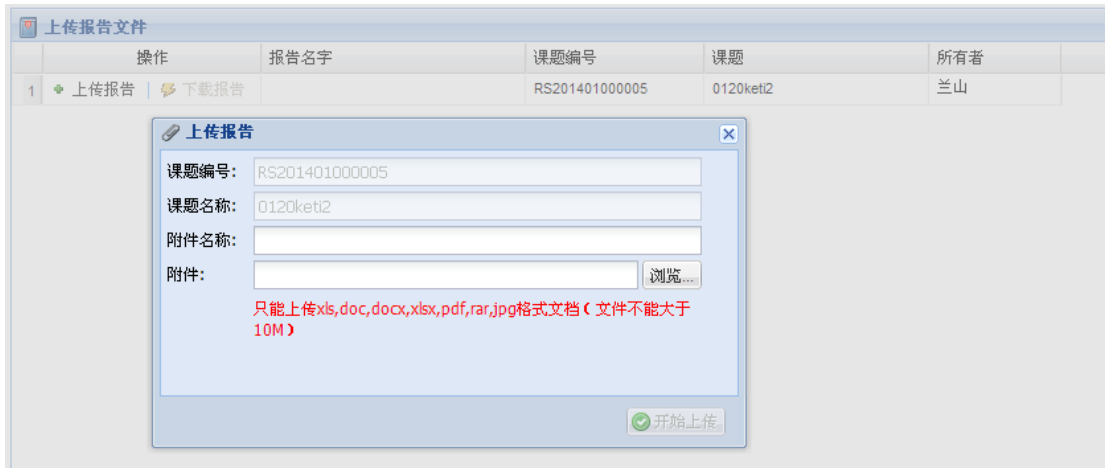 上传报告文件
操作 报告名字 课题编号 课题 所有者
1 上传报告 下载报告 RS201401000005 0120keti2 兰山
上传报告
课题编号: RS201401000005
课题名称: 0120keti2
附件名称:
附件: 浏览...
只能上传xls,doc,docx,xlsx,pdf,rar,jpg格式文档(文件不能大于
10M)
开始上传